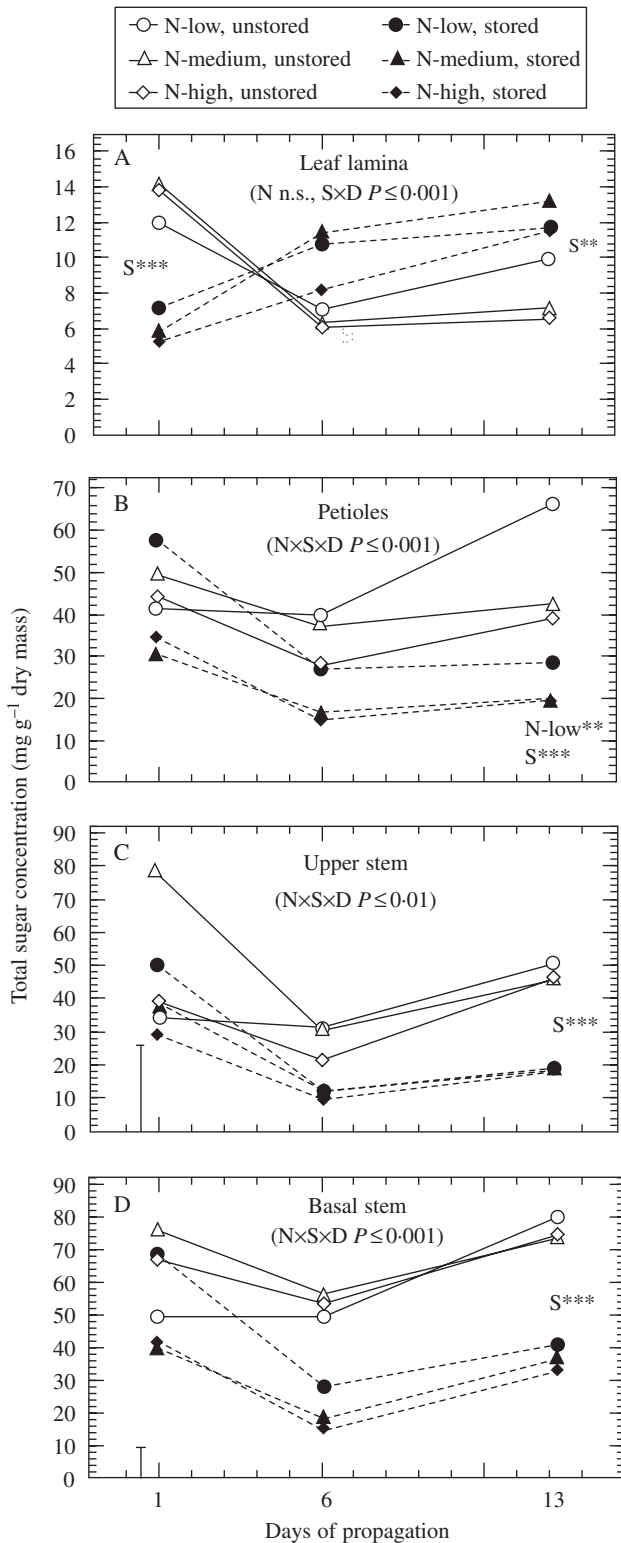 N-low, unstored
N-low, stored
N-medium, unstored
N-medium, stored
N-high, unstored
N-high, stored
Total sugar concentration (mg g⁻¹ dry mass)
A
Leaf lamina
(N n.s., S×D P ≤ 0·001)
S***
S**
16
14
12
10
8
6
4
2
0
B
Petioles
(N×S×D P ≤ 0·001)
N-low**
S***
70
60
50
40
30
20
10
0
C
Upper stem
(N×S×D P ≤ 0·01)
S***
90
80
70
60
50
40
30
20
10
0
D
Basal stem
(N×S×D P ≤ 0·001)
S***
90
80
70
60
50
40
30
20
10
0
1
6
13
Days of propagation